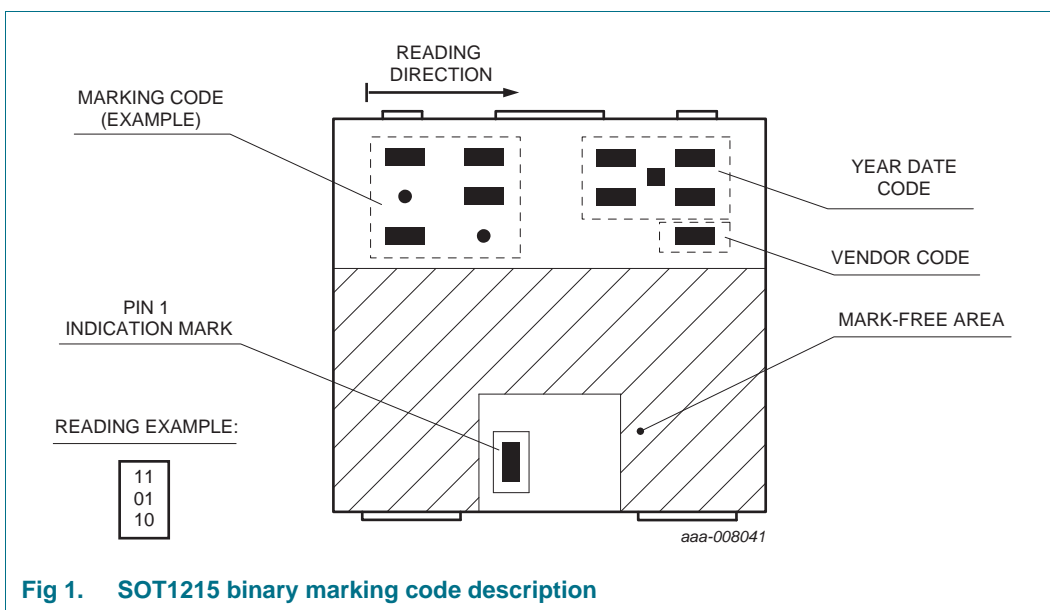 READING
DIRECTION
MARKING CODE
(EXAMPLE)
YEAR DATE
CODE
VENDOR CODE
PIN 1
INDICATION MARK
MARK-FREE AREA
READING EXAMPLE:
11
01
10
aaa-008041
Fig 1. SOT1215 binary marking code description